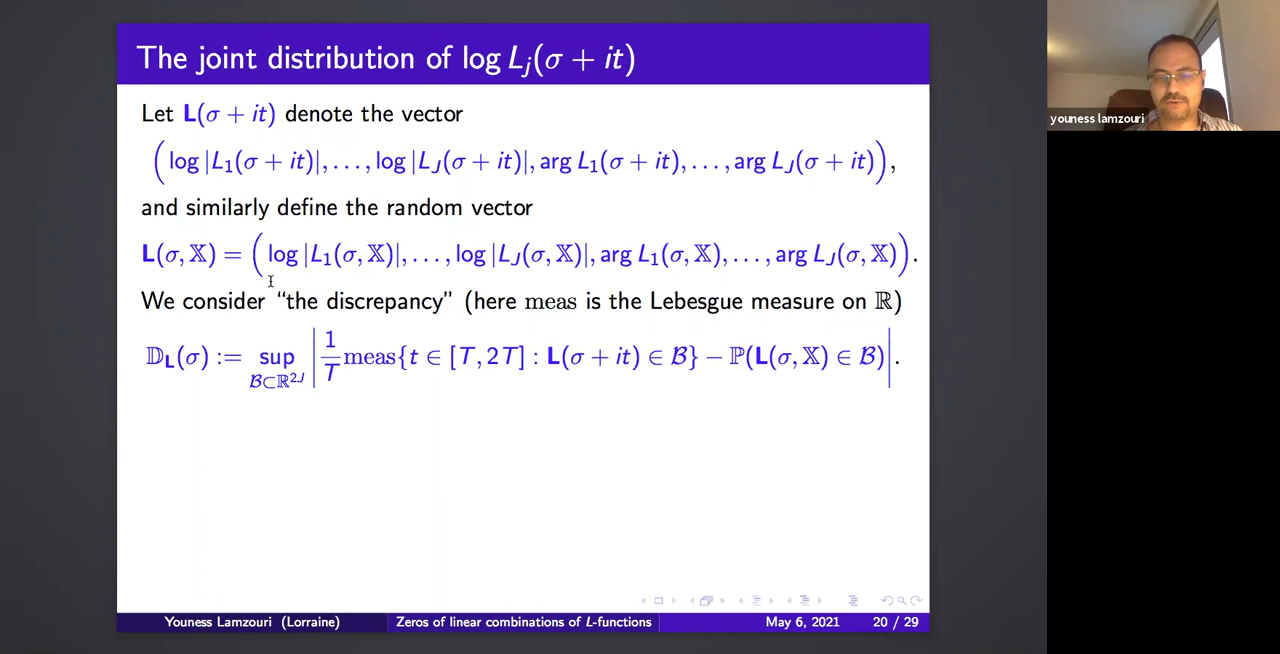 The joint distribution of log L_j(σ + it)
Let L(σ + it) denote the vector
(log |L_1(σ + it)|, . . . , log |L_J(σ + it)|, arg L_1(σ + it), . . . , arg L_J(σ + it)),
and similarly define the random vector
L(σ, 𝕏) = (log |L_1(σ, 𝕏)|, . . . , log |L_J(σ, 𝕏)|, arg L_1(σ, 𝕏), . . . , arg L_J(σ, 𝕏)).
We consider “the discrepancy” (here meas is the Lebesgue measure on ℝ)
𝔻_L(σ) := sup_{ℬ⊂ℝ^{2J}} | 1/T meas{t ∈ [T, 2T] : L(σ + it) ∈ ℬ} − ℙ(L(σ, 𝕏) ∈ ℬ) |.
Youness Lamzouri (Lorraine) Zeros of linear combinations of L-functions May 6, 2021 20 / 29
youness lamzouri